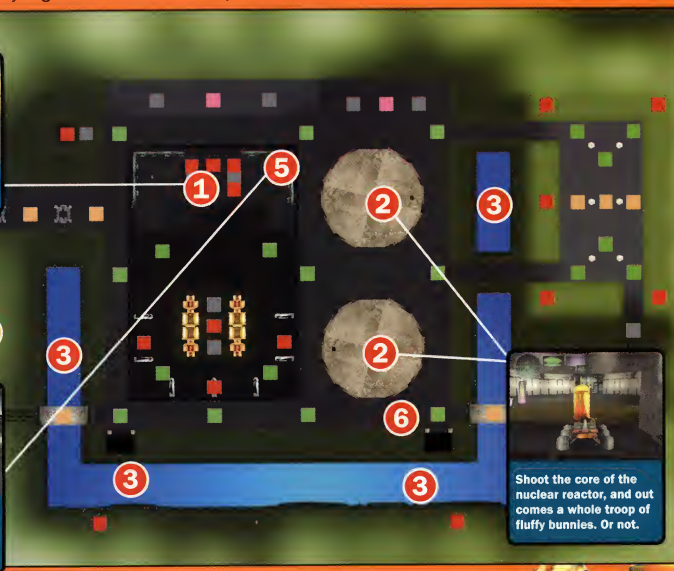 1
5
2
3
3
2
6
3
3
Shoot the core of the
nuclear reactor, and out
comes a whole troop of
fluffy bunnies. Or not.